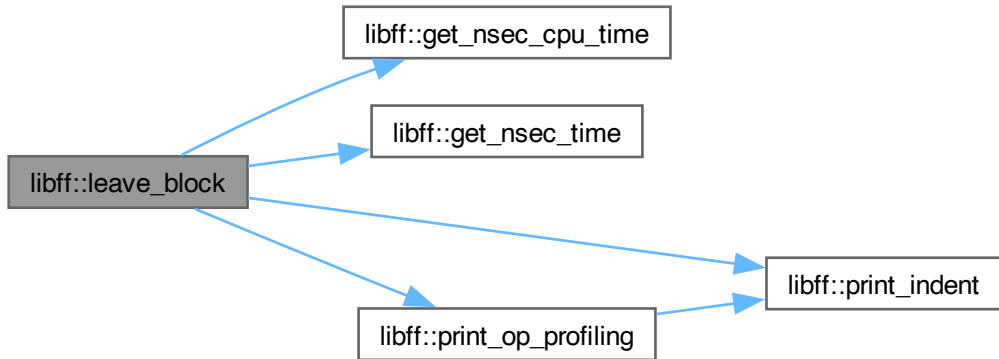 libff::get_nsec_cpu_time
libff::get_nsec_time
libff::leave_block
libff::print_indent
libff::print_op_profiling